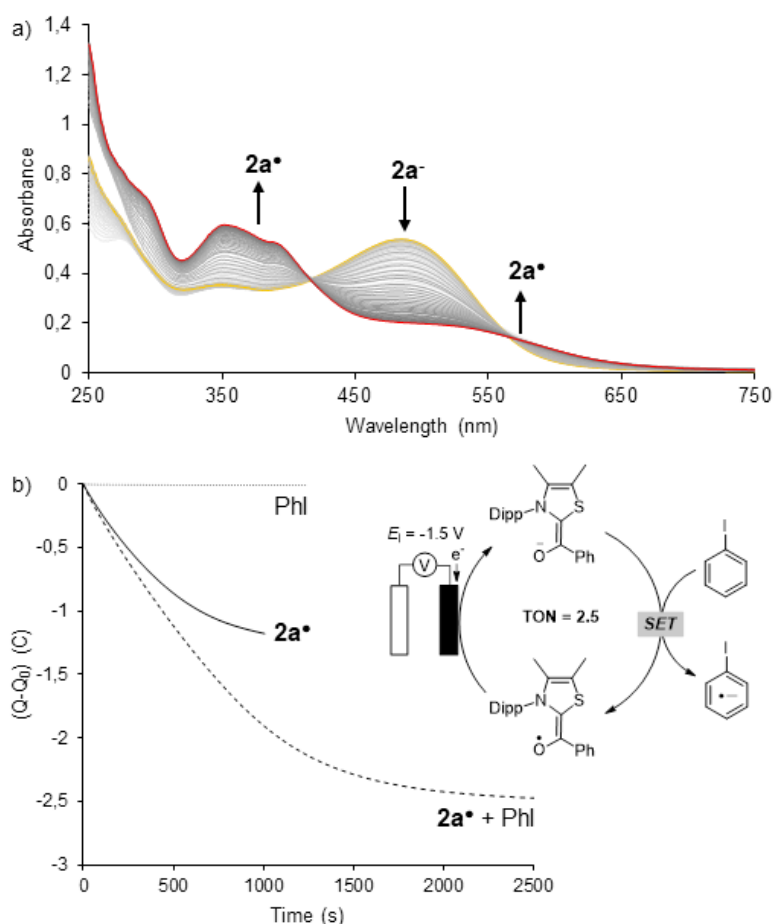 a)
1,4
1,2
1
0,8
0,6
0,4
0,2
0
Absorbance
2a•
2a-
2a•
250
350
450
550
650
750
Wavelength (nm)
b)
0
-0,5
-1
-1,5
-2
-2,5
-3
(Q-Q0) (C)
PhI
2a•
2a• + PhI
EI = -1.5 V
e-
V
Dipp
N
S
O
-
Ph
TON = 2.5
SET
I
I
• —
Dipp
N
S
•
O
Ph
0
500
1000
1500
2000
2500
Time (s)